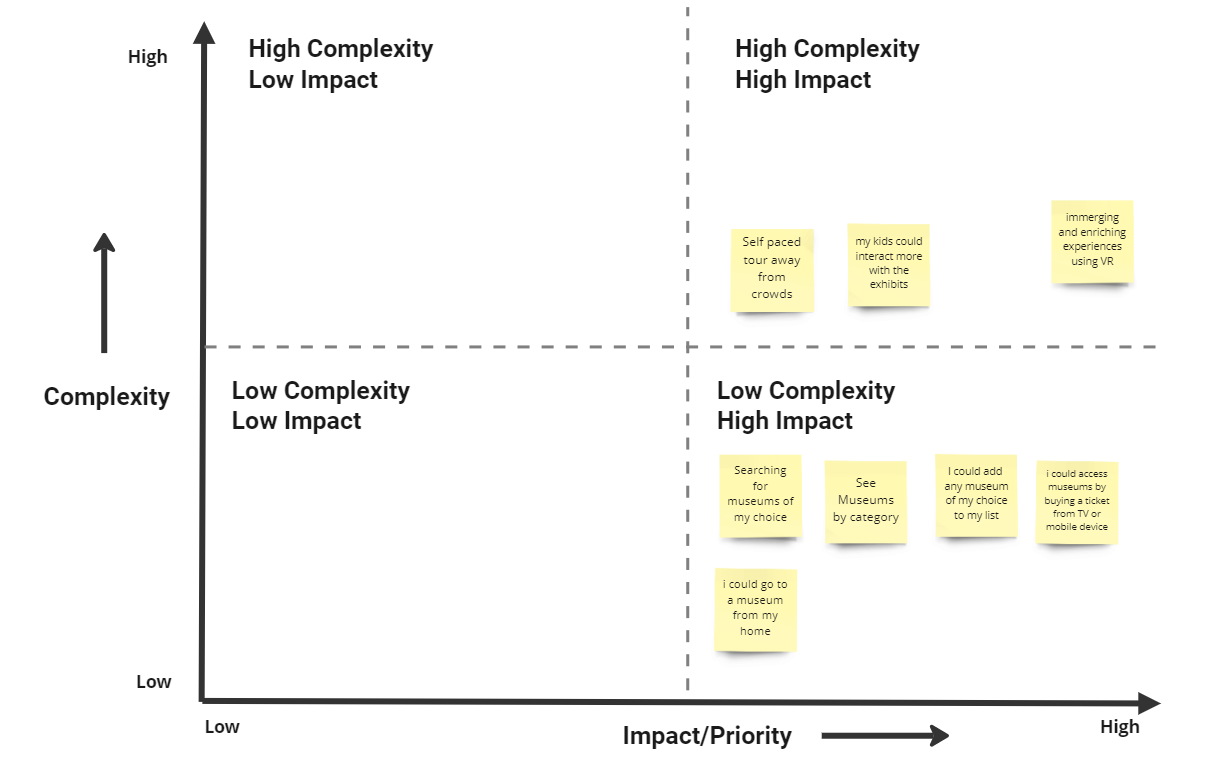 High
High Complexity
Low Impact
High Complexity
High Impact
Self paced
tour away
from
crowds
my kids could
interact more
with the
exhibits
immerging
and enriching
experiences
using VR
Complexity
Low Complexity
Low Impact
Low Complexity
High Impact
Searching
for
museums of
my choice
See
Museums
by category
I could add
any museum
of my choice
to my list
i could access
museums by
buying a ticket
from TV or
mobile device
i could go to
a museum
from my
home
Low
Low
Impact/Priority
High